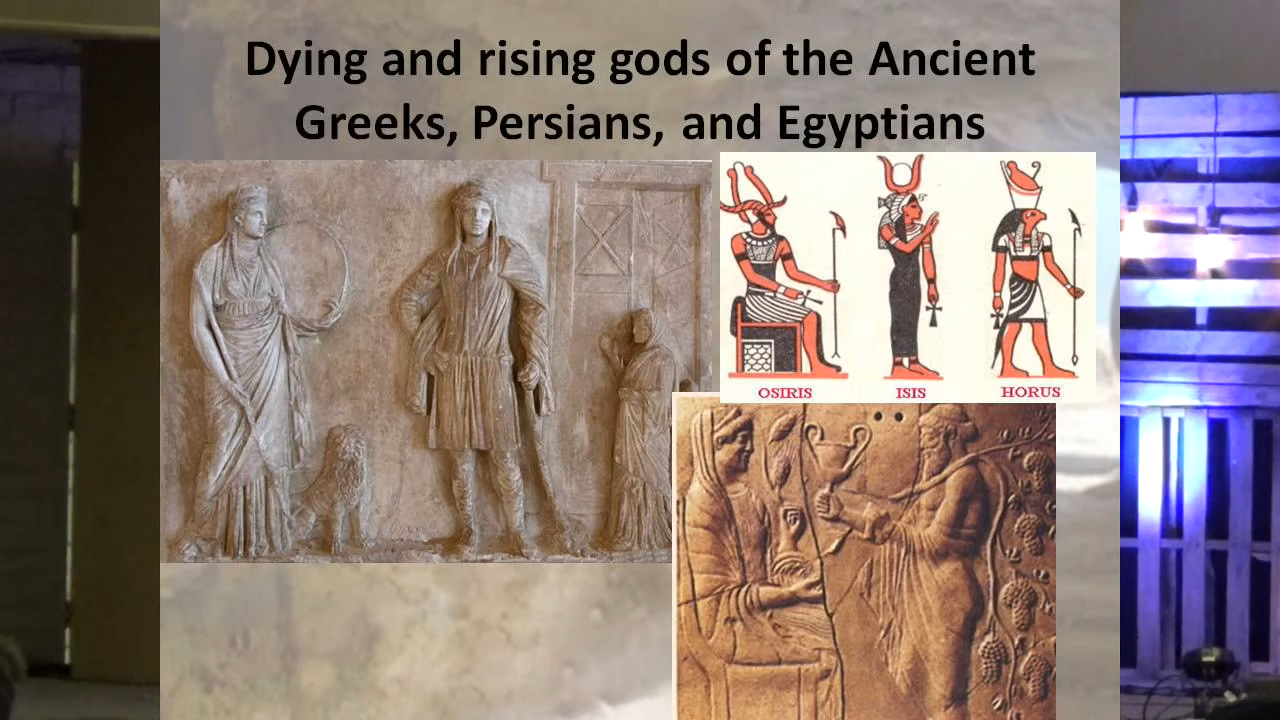 Dying and rising gods of the Ancient
Greeks, Persians, and Egyptians
OSIRIS ISIS HORUS